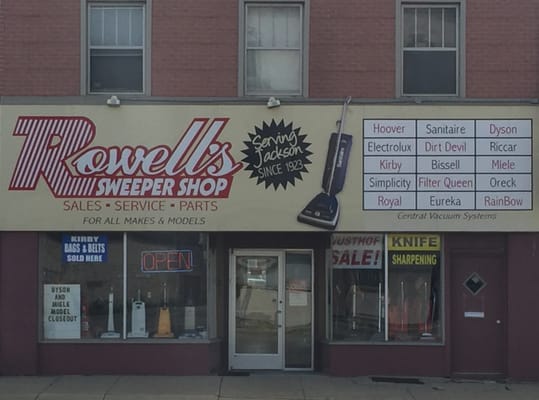 Rowell's
SWEEPER SHOP
SALES • SERVICE • PARTS
FOR ALL MAKES & MODELS
Serving
Jackson
SINCE 1923
Hoover Sanitaire Dyson
Electrolux Dirt Devil Riccar
Kirby Bissell Miele
Simplicity Filter Queen Oreck
Royal Eureka RainBow
Central Vacuum Systems
KIRBY
BAGS & BELTS
SOLD HERE
OPEN
DYSON
AND
MIELE
MODEL
CLOSEOUT
WUSTHOF
SALE!
KNIFE
SHARPENING